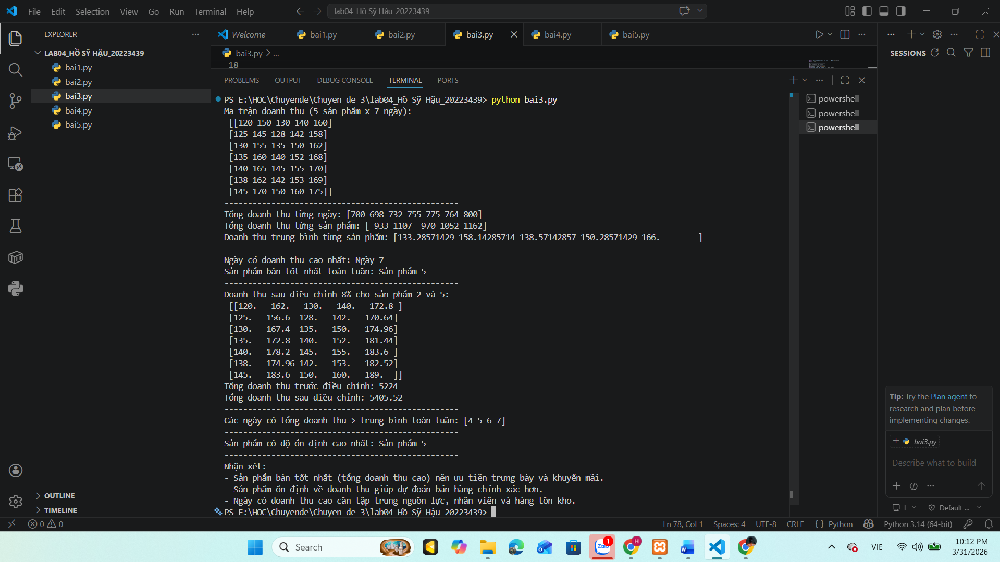 File Edit Selection View Go Run Terminal Help
lab04_Hồ Sỹ Hậu_20223439
EXPLORER
LAB04_HỒ SỸ HẬU_20223439
bai1.py
bai2.py
bai3.py
bai4.py
bai5.py
OUTLINE
TIMELINE
Welcome bai1.py bai2.py bai3.py bai4.py bai5.py
bai3.py > ...
18
PROBLEMS OUTPUT DEBUG CONSOLE TERMINAL PORTS
PS E:\HOC\Chuyende\Chuyen de 3\lab04_Hồ Sỹ Hậu_20223439> python bai3.py
Ma trận doanh thu (5 sản phẩm x 7 ngày):
[[120 150 130 140 160]
[125 145 128 142 158]
[130 155 135 150 162]
[135 160 140 152 168]
[140 165 145 155 170]
[138 162 142 153 169]
[145 170 150 160 175]]
--------------------------------------------------
Tổng doanh thu từng ngày: [700 698 732 755 775 764 800]
Tổng doanh thu từng sản phẩm: [ 933 1107  970 1052 1162]
Doanh thu trung bình từng sản phẩm: [133.28571429 158.14285714 138.57142857 150.28571429 166.        ]
--------------------------------------------------
Ngày có doanh thu cao nhất: Ngày 7
Sản phẩm bán tốt nhất toàn tuần: Sản phẩm 5
--------------------------------------------------
Doanh thu sau điều chỉnh 8% cho sản phẩm 2 và 5:
[[120.   162.   130.   140.   172.8 ]
[125.   156.6  128.   142.   170.64]
[130.   167.4  135.   150.   174.96]
[135.   172.8  140.   152.   181.44]
[140.   178.2  145.   155.   183.6 ]
[138.   174.96 142.   153.   182.52]
[145.   183.6  150.   160.   189.  ]]
Tổng doanh thu trước điều chỉnh: 5224
Tổng doanh thu sau điều chỉnh: 5405.52
--------------------------------------------------
Các ngày có tổng doanh thu > trung bình toàn tuần: [4 5 6 7]
--------------------------------------------------
Sản phẩm có độ ổn định cao nhất: Sản phẩm 5
--------------------------------------------------
Nhận xét:
- Sản phẩm bán tốt nhất (tổng doanh thu cao) nên ưu tiên trưng bày và khuyến mãi.
- Sản phẩm ổn định về doanh thu giúp dự đoán bán hàng chính xác hơn.
- Ngày có doanh thu cao cần tập trung nguồn lực, nhân viên và hàng tồn kho.
PS E:\HOC\Chuyende\Chuyen de 3\lab04_Hồ Sỹ Hậu_20223439>
powershell
powershell
powershell
SESSIONS
Tip: Try the Plan agent to
research and plan before
implementing changes.
bai3.py
Describe what to build
L Default ...
0 0
Ln 78, Col 1 Spaces: 4 UTF-8 CRLF Python Python 3.14 (64-bit)
Search
Zalo 1
H
VIE
10:12 PM
3/31/2026